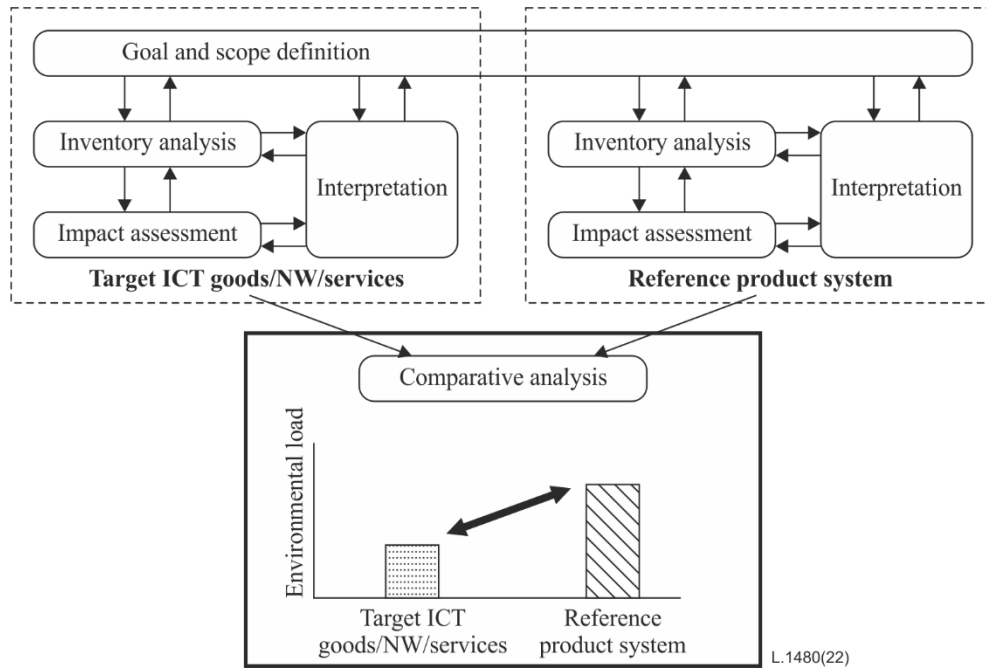 Goal and scope definition
Inventory analysis
Interpretation
Impact assessment
Target ICT goods/NW/services
Inventory analysis
Interpretation
Impact assessment
Reference product system
Comparative analysis
Environmental load
Target ICT
goods/NW/services
Reference
product system
L.1480(22)